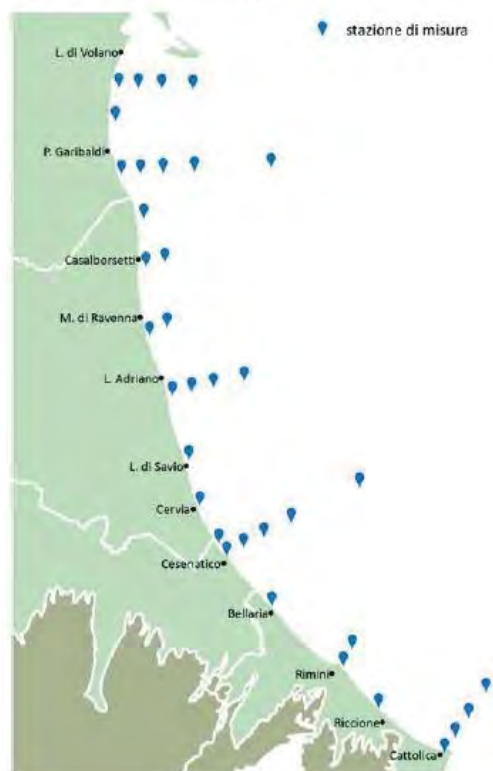 stazione di misura
L. di Volano
P. Garibaldi
Casalborsetti
M. di Ravenna
L. Adriano
L. di Savio
Cervia
Cesenatico
Bellaria
Rimini
Riccione
Cattolica